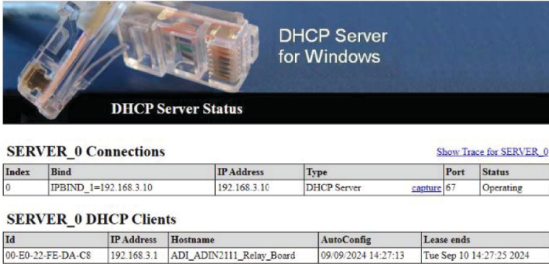 DHCP Server
for Windows
DHCP Server Status
SERVER_0 Connections
Show Trace for SERVER_0
Index Bind IP Address Type Port Status
0 IPBIND_1=192.168.3.10 192.168.3.10 DHCP Server capture 67 Operating
SERVER_0 DHCP Clients
Id IP Address Hostname AutoConfig Lease ends
00-E0-22-FE-DA-C8 192.168.3.1 ADI_ADIN2111_Relay_Board 09/09/2024 14:27:13 Tue Sep 10 14:27:25 2024